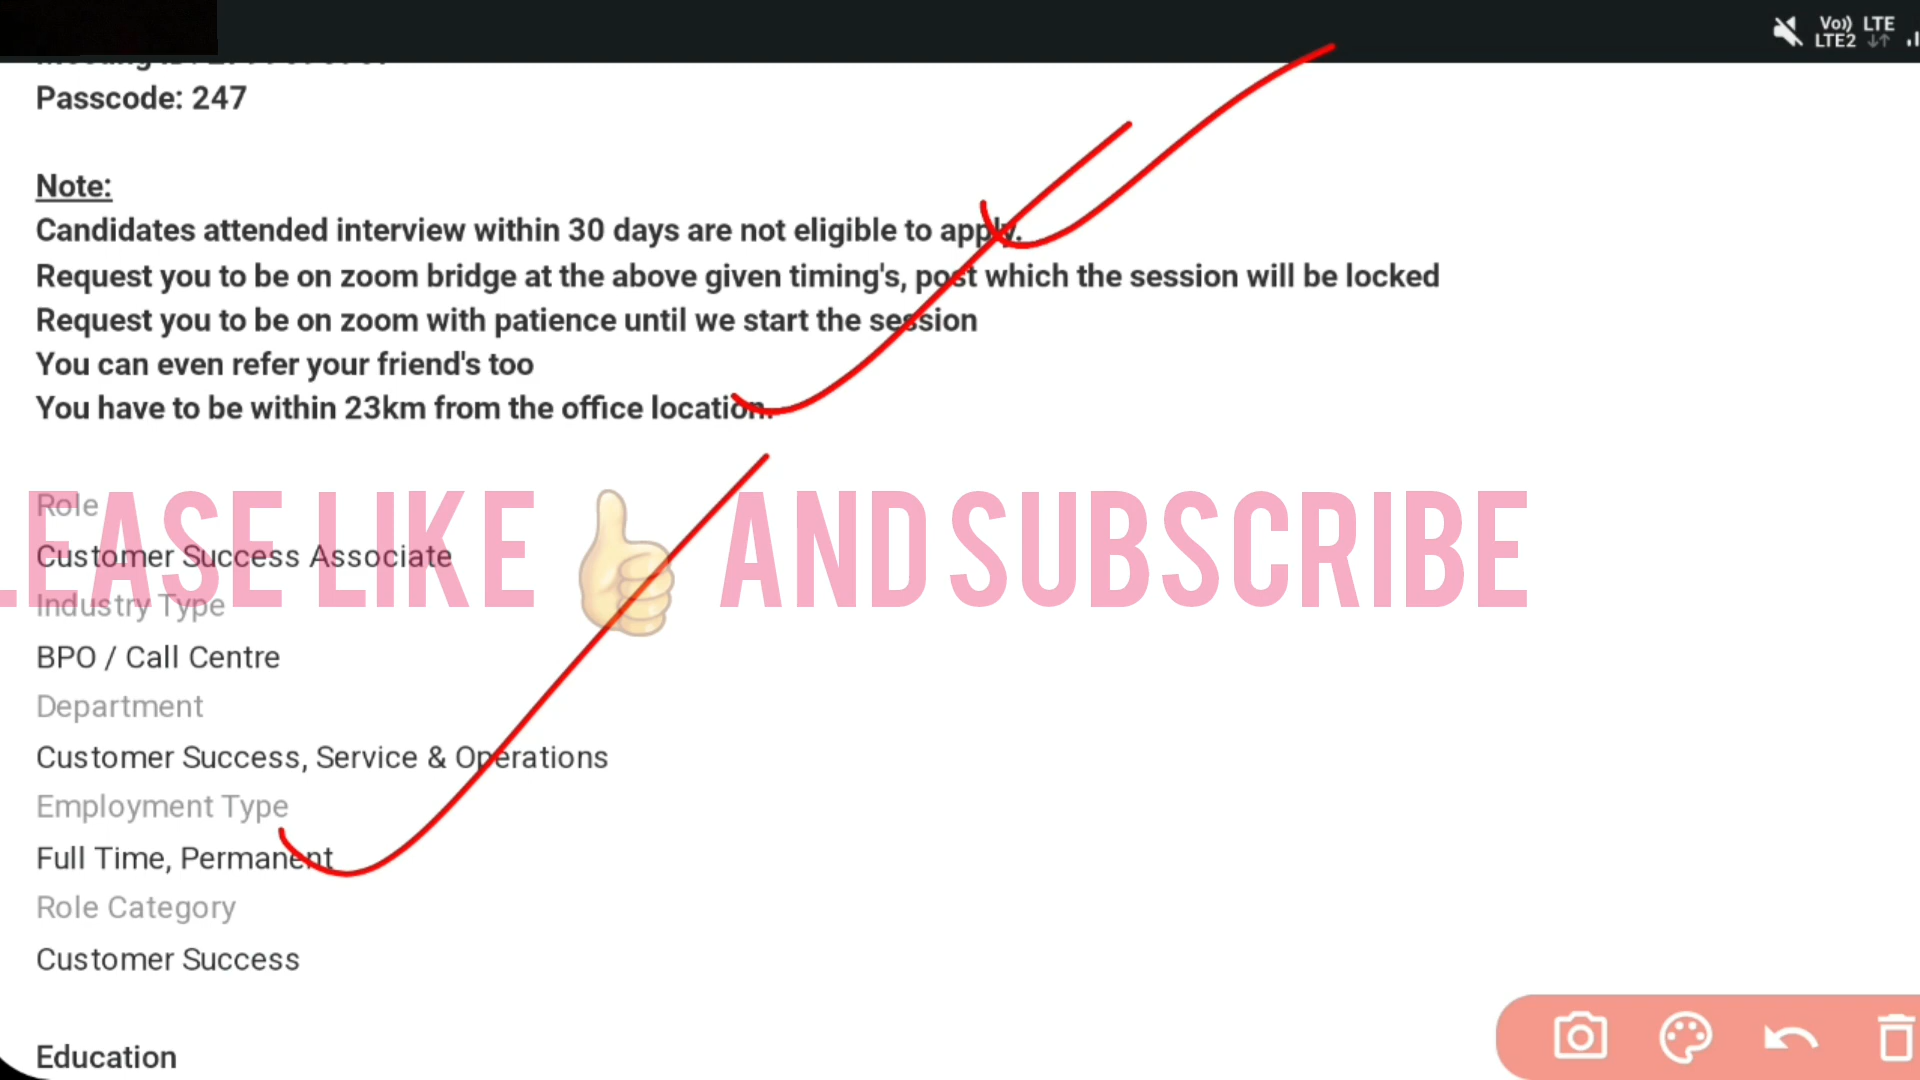 Vo)) LTE
LTE2
Passcode: 247
Note:
Candidates attended interview within 30 days are not eligible to apply.
Request you to be on zoom bridge at the above given timing's, post which the session will be locked
Request you to be on zoom with patience until we start the session
You can even refer your friend's too
You have to be within 23km from the office location.
LEASE LIKE AND SUBSCRIBE
Role
Customer Success Associate
Industry Type
BPO / Call Centre
Department
Customer Success, Service & Operations
Employment Type
Full Time, Permanent
Role Category
Customer Success
Education